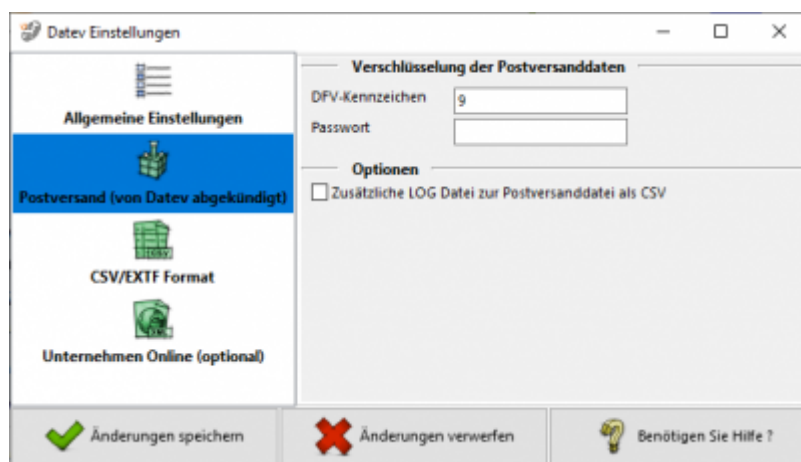 Datev Einstellungen
Allgemeine Einstellungen
Postversand (von Datev abgekündigt)
CSV/EXTF Format
Unternehmen Online (optional)
Verschlüsselung der Postversanddaten
DFV-Kennzeichen 9
Passwort
Optionen
Zusätzliche LOG Datei zur Postversanddatei als CSV
Änderungen speichern
Änderungen verwerfen
Benötigen Sie Hilfe ?